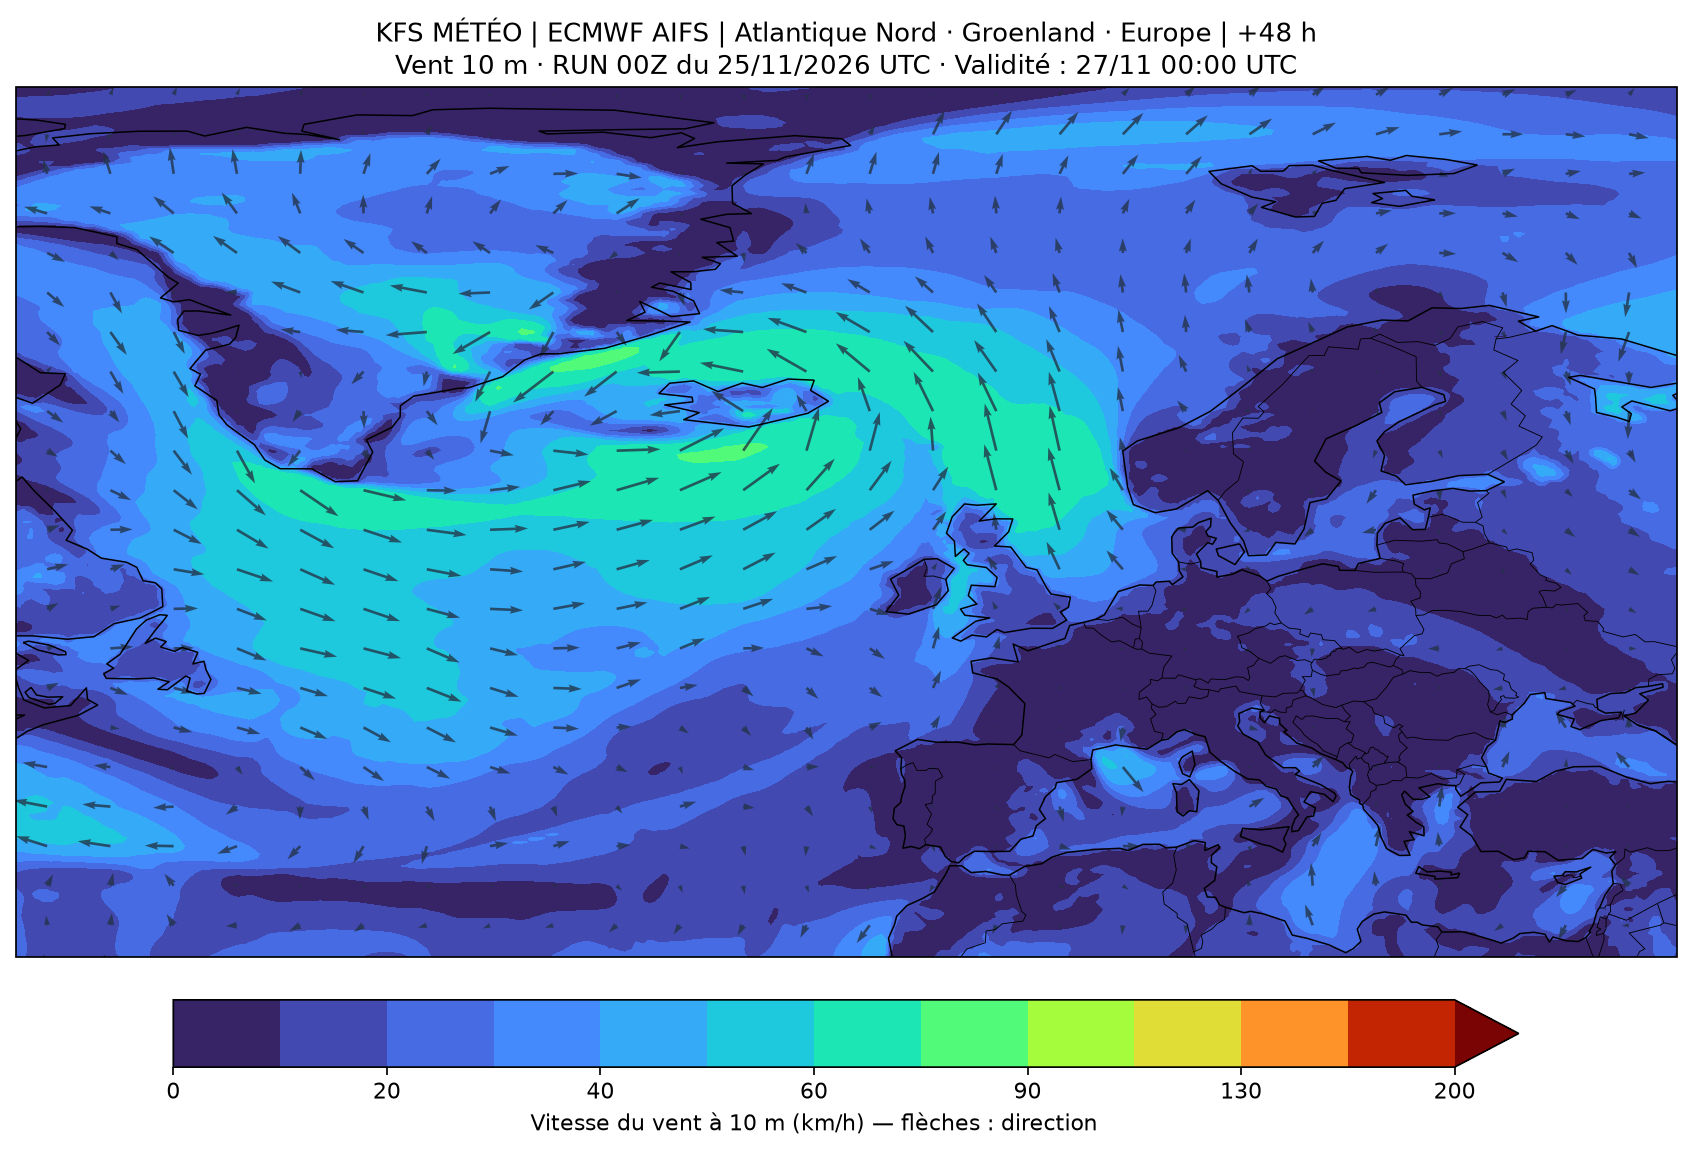 KFS MÉTÉO | ECMWF AIFS | Atlantique Nord · Groenland · Europe | +48 h
Vent 10 m · RUN 00Z du 25/11/2026 UTC · Validité : 27/11 00:00 UTC
0 20 40 60 90 130 200
Vitesse du vent à 10 m (km/h) — flèches : direction